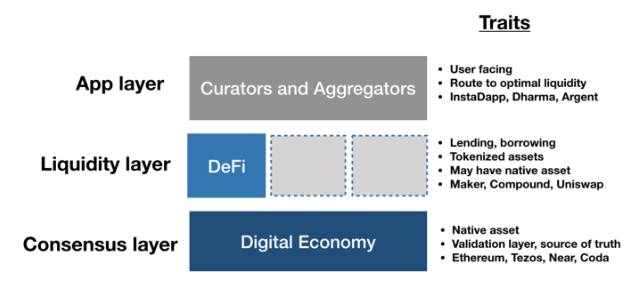 Traits
App layer
Curators and Aggregators
• User facing
• Route to optimal liquidity
• InstaDapp, Dharma, Argent
Liquidity layer
DeFi
• Lending, borrowing
• Tokenized assets
• May have native asset
• Maker, Compound, Uniswap
Consensus layer
Digital Economy
• Native asset
• Validation layer, source of truth
• Ethereum, Tezos, Near, Coda